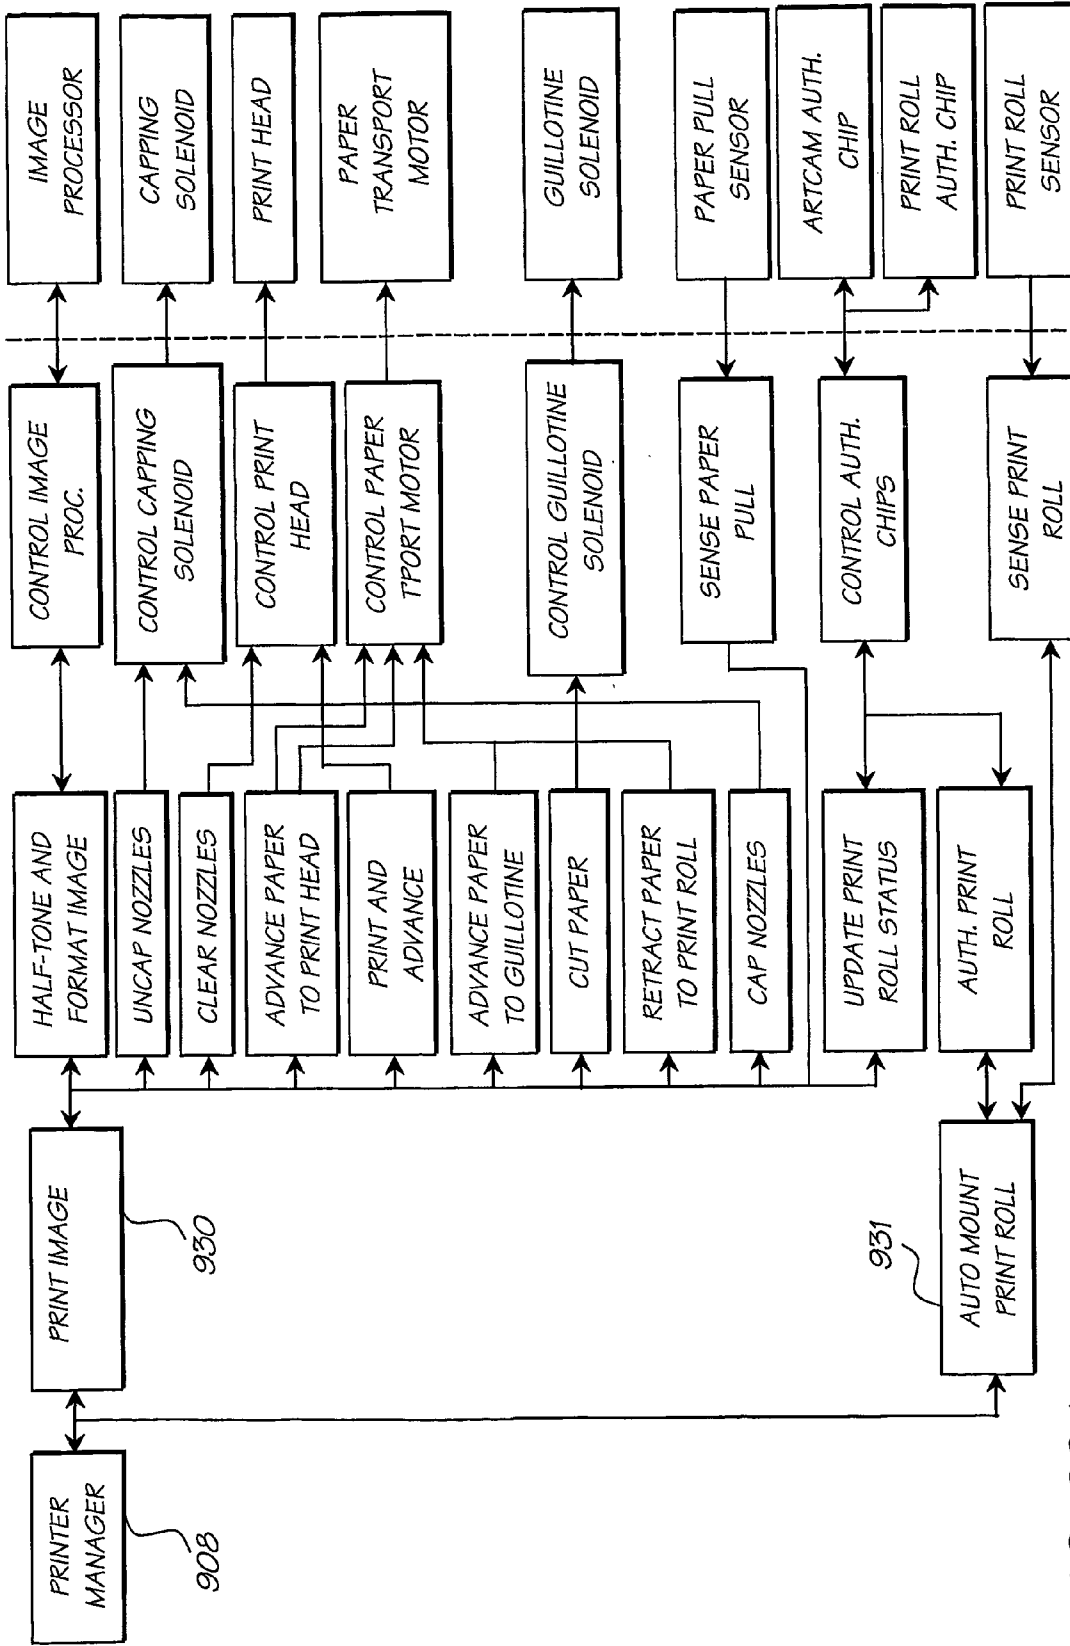 PRINTER
MANAGER
908
PRINT IMAGE
930
AUTO MOUNT
PRINT ROLL
931
HALF-TONE AND
FORMAT IMAGE
UNCAP NOZZLES
CLEAR NOZZLES
ADVANCE PAPER
TO PRINT HEAD
PRINT AND
ADVANCE
ADVANCE PAPER
TO GUILLOTINE
CUT PAPER
RETRACT PAPER
TO PRINT ROLL
CAP NOZZLES
UPDATE PRINT
ROLL STATUS
AUTH. PRINT
ROLL
CONTROL IMAGE
PROC.
CONTROL CAPPING
SOLENOID
CONTROL PRINT
HEAD
CONTROL PAPER
T'PORT MOTOR
CONTROL GUILLOTINE
SOLENOID
SENSE PAPER
PULL
CONTROL AUTH.
CHIPS
SENSE PRINT
ROLL
IMAGE
PROCESSOR
CAPPING
SOLENOID
PRINT HEAD
PAPER
TRANSPORT
MOTOR
GUILLOTINE
SOLENOID
PAPER PULL
SENSOR
ARTCAM AUTH.
CHIP
PRINT ROLL
AUTH. CHIP
PRINT ROLL
SENSOR